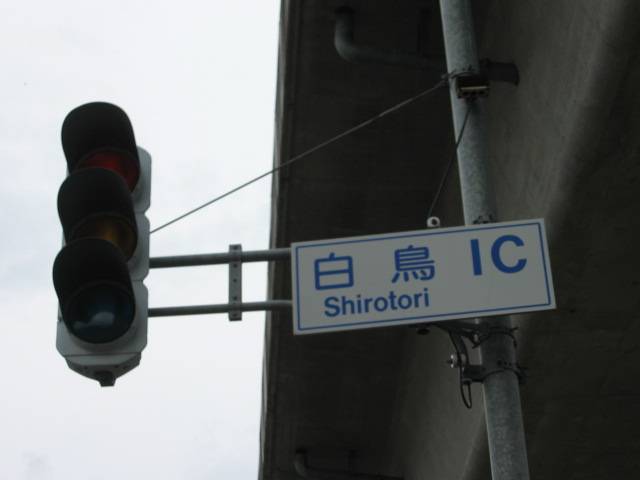 白鳥 IC
Shirotori